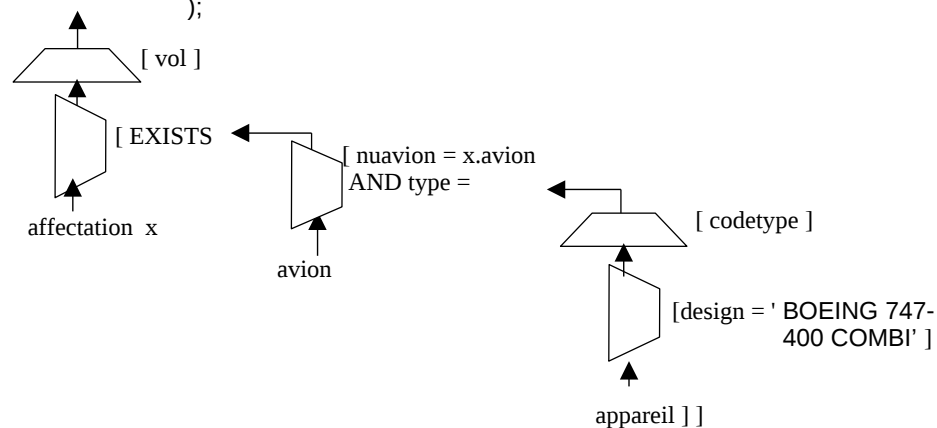 );
[ vol ]
[ EXISTS
[ nuavion = x.avion
AND type =
affectation x
[ codetype ]
avion
[design = ' BOEING 747-
400 COMBI’ ]
appareil ] ]